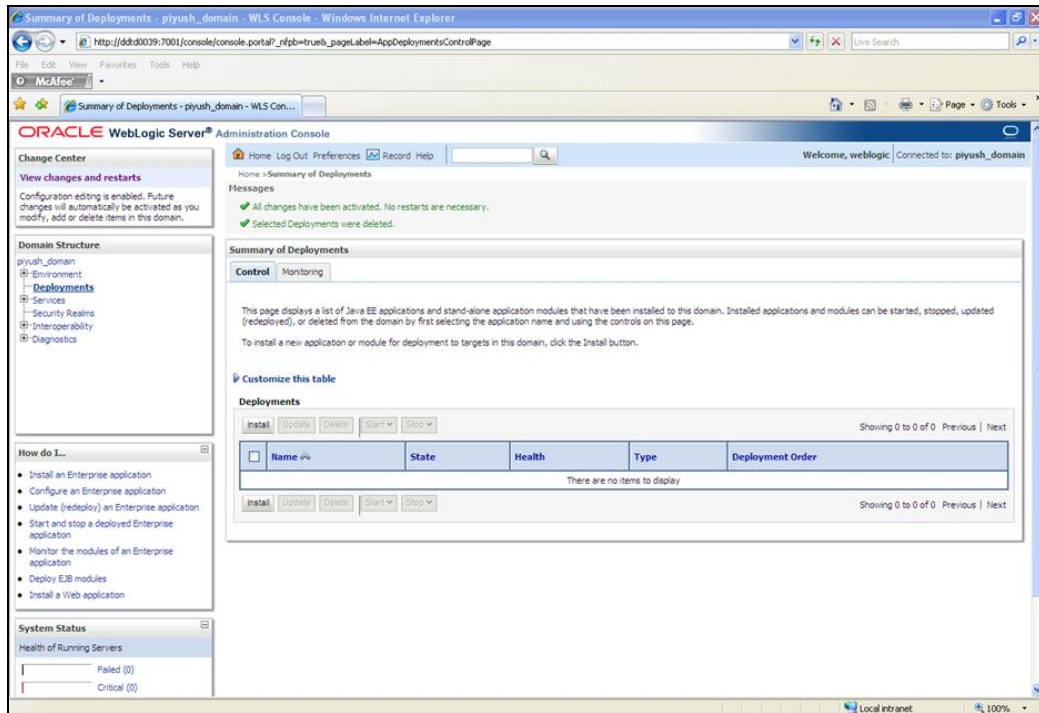 Summary of Deployments - piyush_domain - WLS Console - Windows Internet Explorer
http://ddtd0039:7001/console/console.portal?_nfpb=true&_pageLabel=AppDeploymentsControlPage
Live Search
File Edit View Favorites Tools Help
McAfee
Summary of Deployments - piyush_domain - WLS Con...
Page Tools
ORACLE WebLogic Server® Administration Console
Change Center
View changes and restarts
Configuration editing is enabled. Future
changes will automatically be activated as you
modify, add or delete items in this domain.
Domain Structure
piyush_domain
Environment
Deployments
Services
Security Realms
Interoperability
Diagnostics
How do I...
Install an Enterprise application
Configure an Enterprise application
Update (redeploy) an Enterprise application
Start and stop a deployed Enterprise
application
Monitor the modules of an Enterprise
application
Deploy EJB modules
Install a Web application
System Status
Health of Running Servers
Failed (0)
Critical (0)
Home Log Out Preferences Record Help
Welcome, weblogic Connected to: piyush_domain
Home >Summary of Deployments
Messages
All changes have been activated. No restarts are necessary.
Selected Deployments were deleted.
Summary of Deployments
Control Monitoring
This page displays a list of Java EE applications and stand-alone application modules that have been installed to this domain. Installed applications and modules can be started, stopped, updated
(redeployed), or deleted from the domain by first selecting the application name and using the controls on this page.
To install a new application or module for deployment to targets in this domain, click the Install button.
Customize this table
Deployments
Install Update Delete Start Stop Showing 0 to 0 of 0 Previous | Next
Name State Health Type Deployment Order
There are no items to display
Install Update Delete Start Stop Showing 0 to 0 of 0 Previous | Next
Local intranet 100%